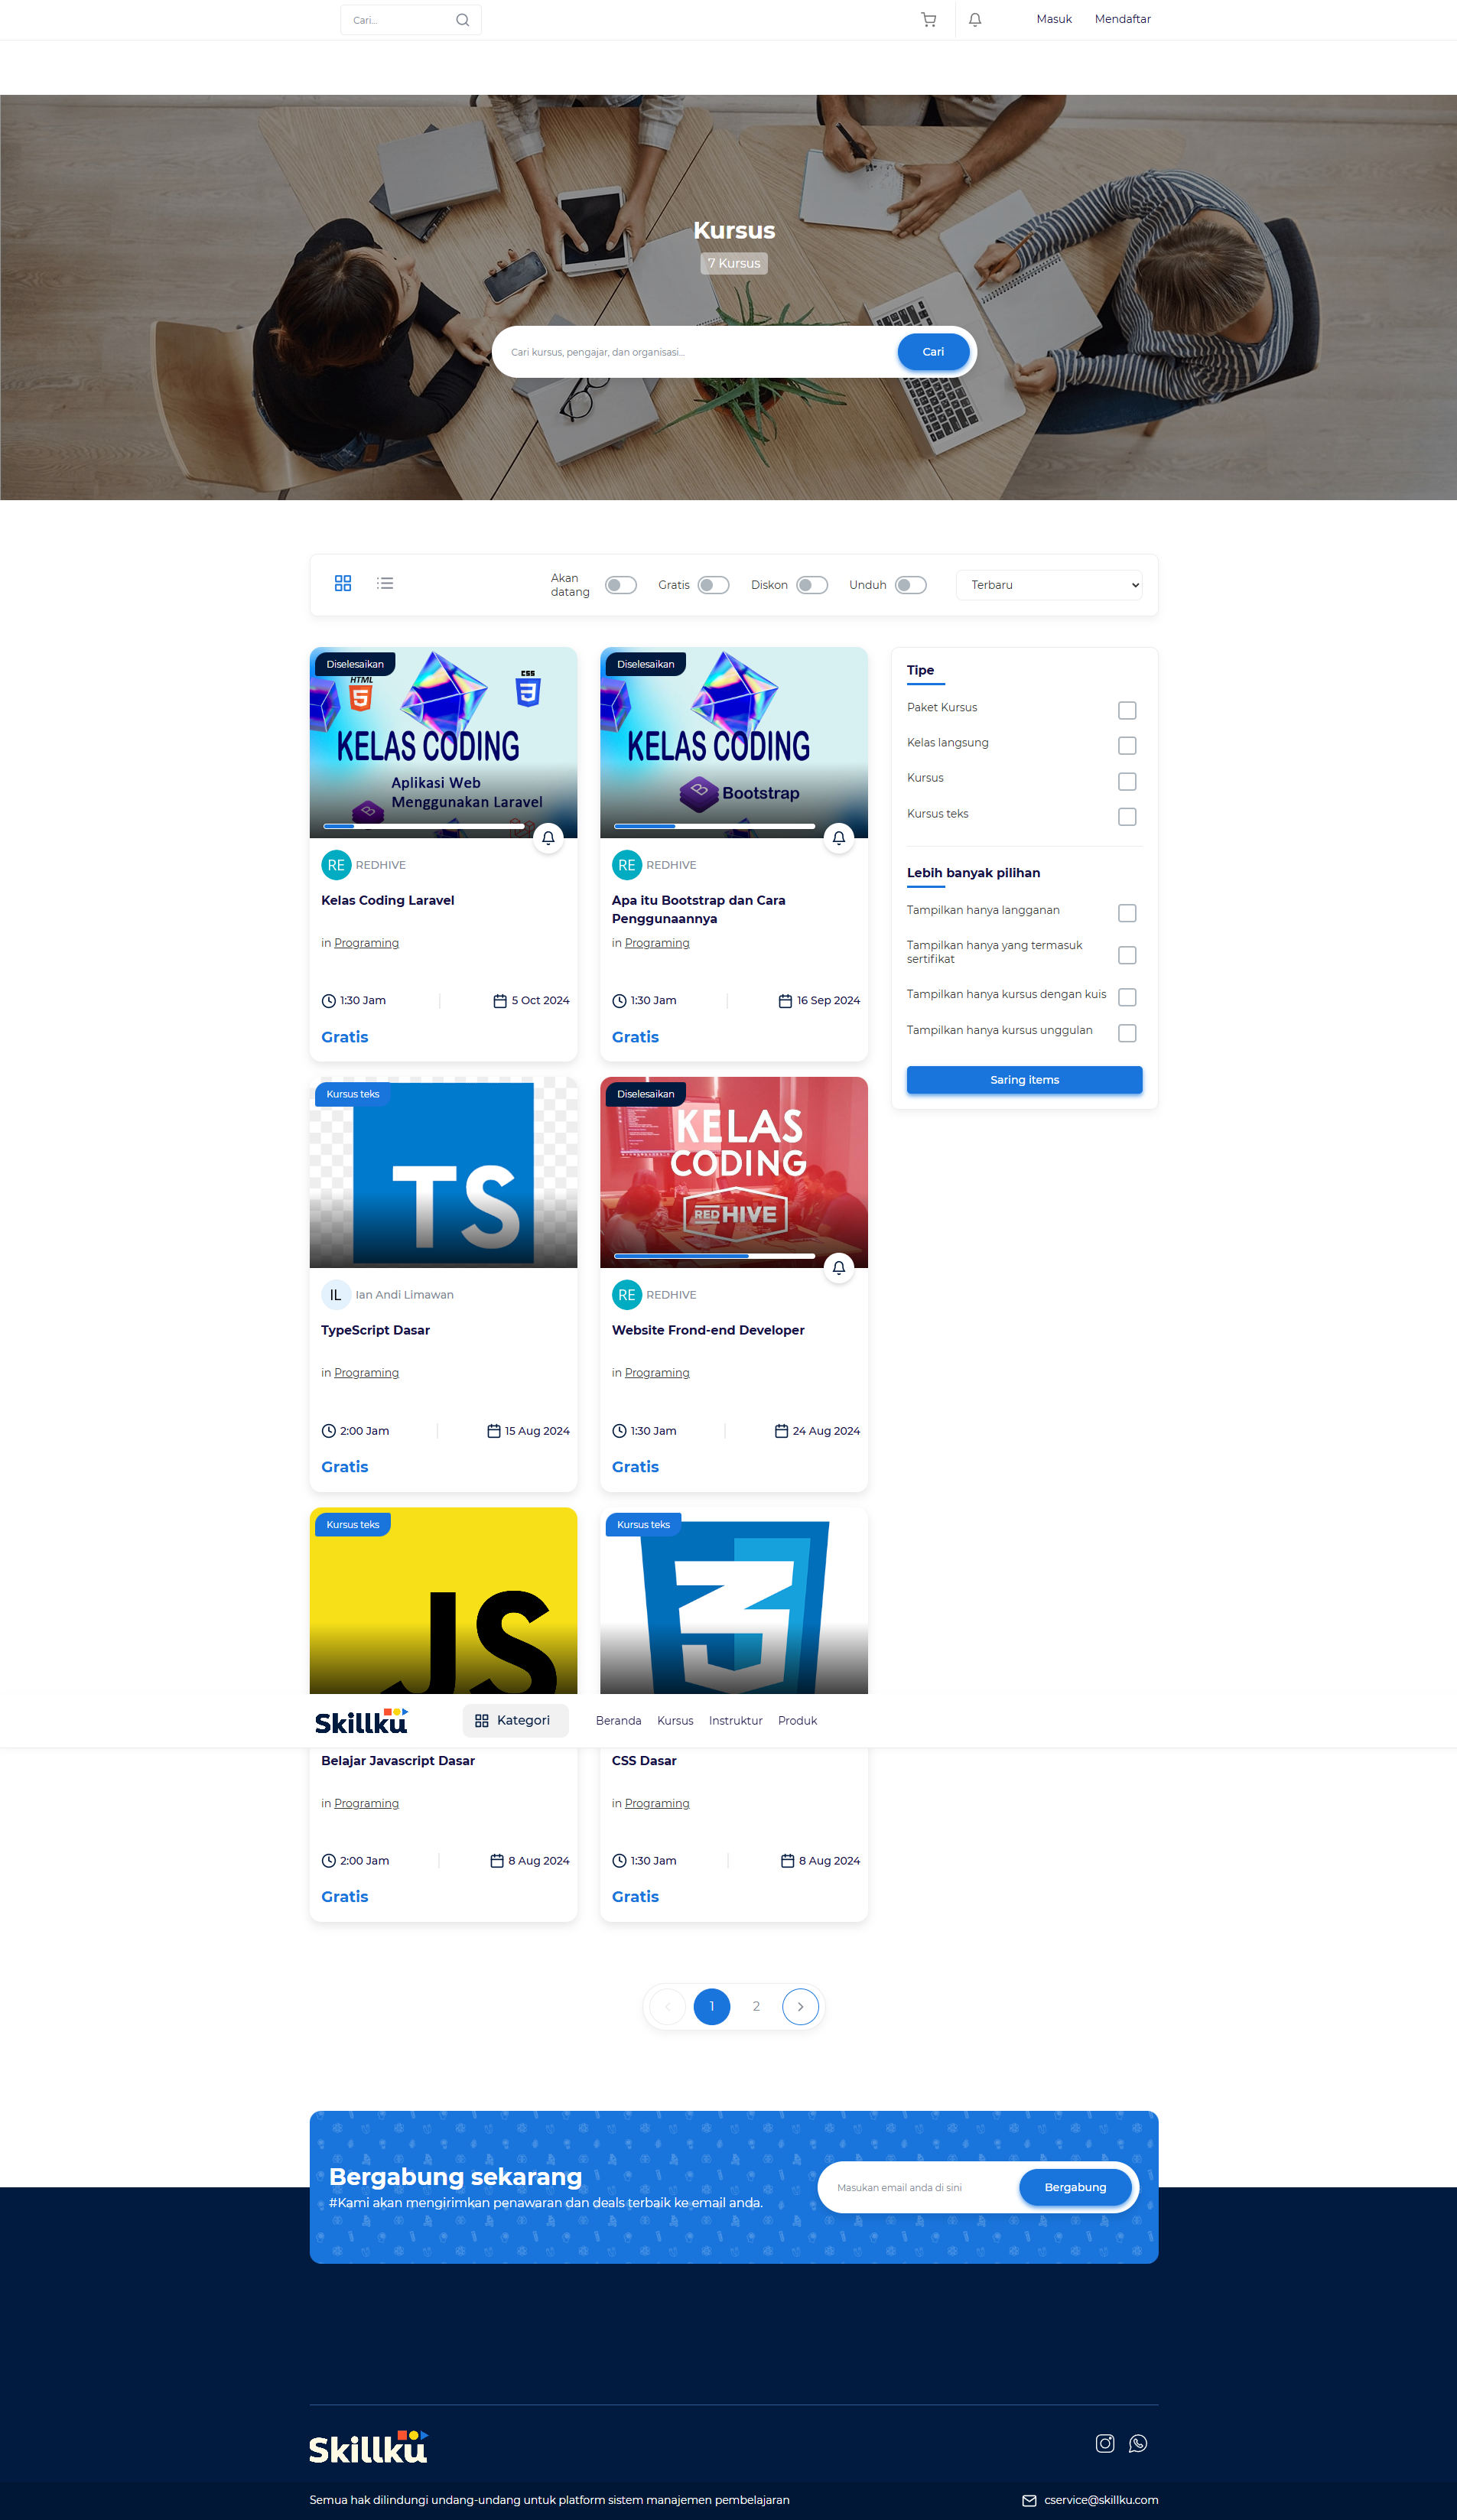 Cari...
Masuk
Mendaftar
Kursus
7 Kursus
Cari kursus, pengajar, dan organisasi...
Cari
Akan datang
Gratis
Diskon
Unduh
Terbaru
Diselesaikan
HTML
5
CSS
3
KELAS CODING
Aplikasi Web
Menggunakan Laravel
B
RE REDHIVE
Kelas Coding Laravel
in Programing
1:30 Jam
5 Oct 2024
Gratis
Diselesaikan
KELAS CODING
B Bootstrap
RE REDHIVE
Apa itu Bootstrap dan Cara
Penggunaannya
in Programing
1:30 Jam
16 Sep 2024
Gratis
Tipe
Paket Kursus
Kelas langsung
Kursus
Kursus teks
Lebih banyak pilihan
Tampilkan hanya langganan
Tampilkan hanya yang termasuk
sertifikat
Tampilkan hanya kursus dengan kuis
Tampilkan hanya kursus unggulan
Saring items
Kursus teks
TS
IL Ian Andi Limawan
TypeScript Dasar
in Programing
2:00 Jam
15 Aug 2024
Gratis
Diselesaikan
KELAS
CODING
RED HIVE
RE REDHIVE
Website Frond-end Developer
in Programing
1:30 Jam
24 Aug 2024
Gratis
Kursus teks
JS
Kursus teks
3
Skillku
Kategori
Beranda
Kursus
Instruktur
Produk
Belajar Javascript Dasar
in Programing
2:00 Jam
8 Aug 2024
Gratis
CSS Dasar
in Programing
1:30 Jam
8 Aug 2024
Gratis
1
2
Bergabung sekarang
#Kami akan mengirimkan penawaran dan deals terbaik ke email anda.
Masukan email anda di sini
Bergabung
Skillku
Semua hak dilindungi undang-undang untuk platform sistem manajemen pembelajaran
cservice@skillku.com